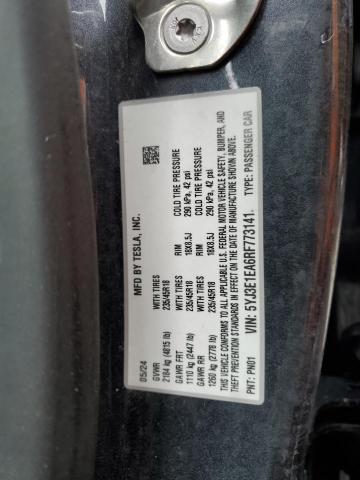 MFD BY TESLA, INC.
05/24
GVWR WITH TIRES RIM COLD TIRE PRESSURE
2184 kg (4815 lb) 235/45R18 18X8.5J 290 kPa, 42 psi
GAWR FRT WITH TIRES RIM COLD TIRE PRESSURE
1110 kg (2447 lb) 235/45R18 18X8.5J 290 kPa, 42 psi
GAWR RR
1260 kg (2778 lb)
THIS VEHICLE CONFORMS TO ALL APPLICABLE U.S. FEDERAL MOTOR VEHICLE SAFETY, BUMPER, AND
THEFT PREVENTION STANDARDS IN EFFECT ON THE DATE OF MANUFACTURE SHOWN ABOVE.
VIN: 5YJ3E1EA6RF773141.
PNT: PN01 TYPE: PASSENGER CAR